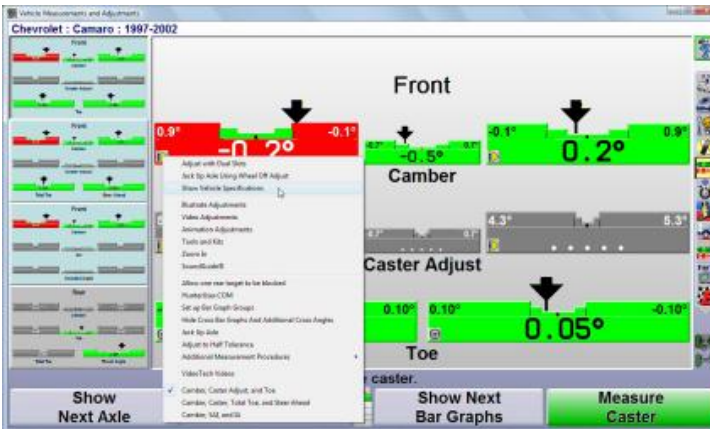 Vehicle Measurements and Adjustments
Chevrolet : Camaro : 1997-2002
Front
0.9° -0.1°
-0.2°
-0.5°
-0.1° 0.9°
0.2°
Camber
4.3° 5.3°
Caster Adjust
0.10° 0.10° -0.10°
0.05°
Toe
Adjust with Dual Slots
Jack Up Axle Using Wheel Off Adjust
Show Vehicle Specifications
Illustrate Adjustments
Video Adjustments
Animation Adjustments
Tools and Kits
Zoom In
SoundGuide®
Allow one rear target to be blocked
HunterBias-COM
Set up Bar Graph Groups
Hide Cross Bar Graphs And Additional Cross Angles
Jack Up Axle
Adjust to Half Tolerance
Additional Measurement Procedures
VideoTech Videos
Camber, Caster Adjust, and Toe
Camber, Caster, Total Toe, and Steer Ahead
Camber, SAI, and IA
caster.
Show
Next Axle
Show Next
Bar Graphs
Measure
Caster